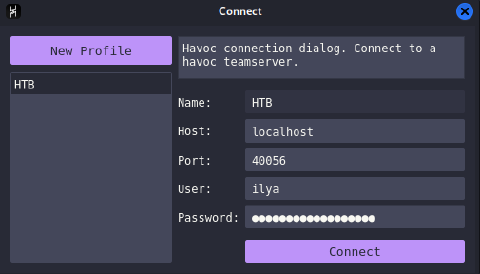 Connect
New Profile
HTB
Havoc connection dialog. Connect to a
havoc teamserver.
Name: HTB
Host: localhost
Port: 40056
User: ilya
Password: ●●●●●●●●●●●●●●●●●●
Connect